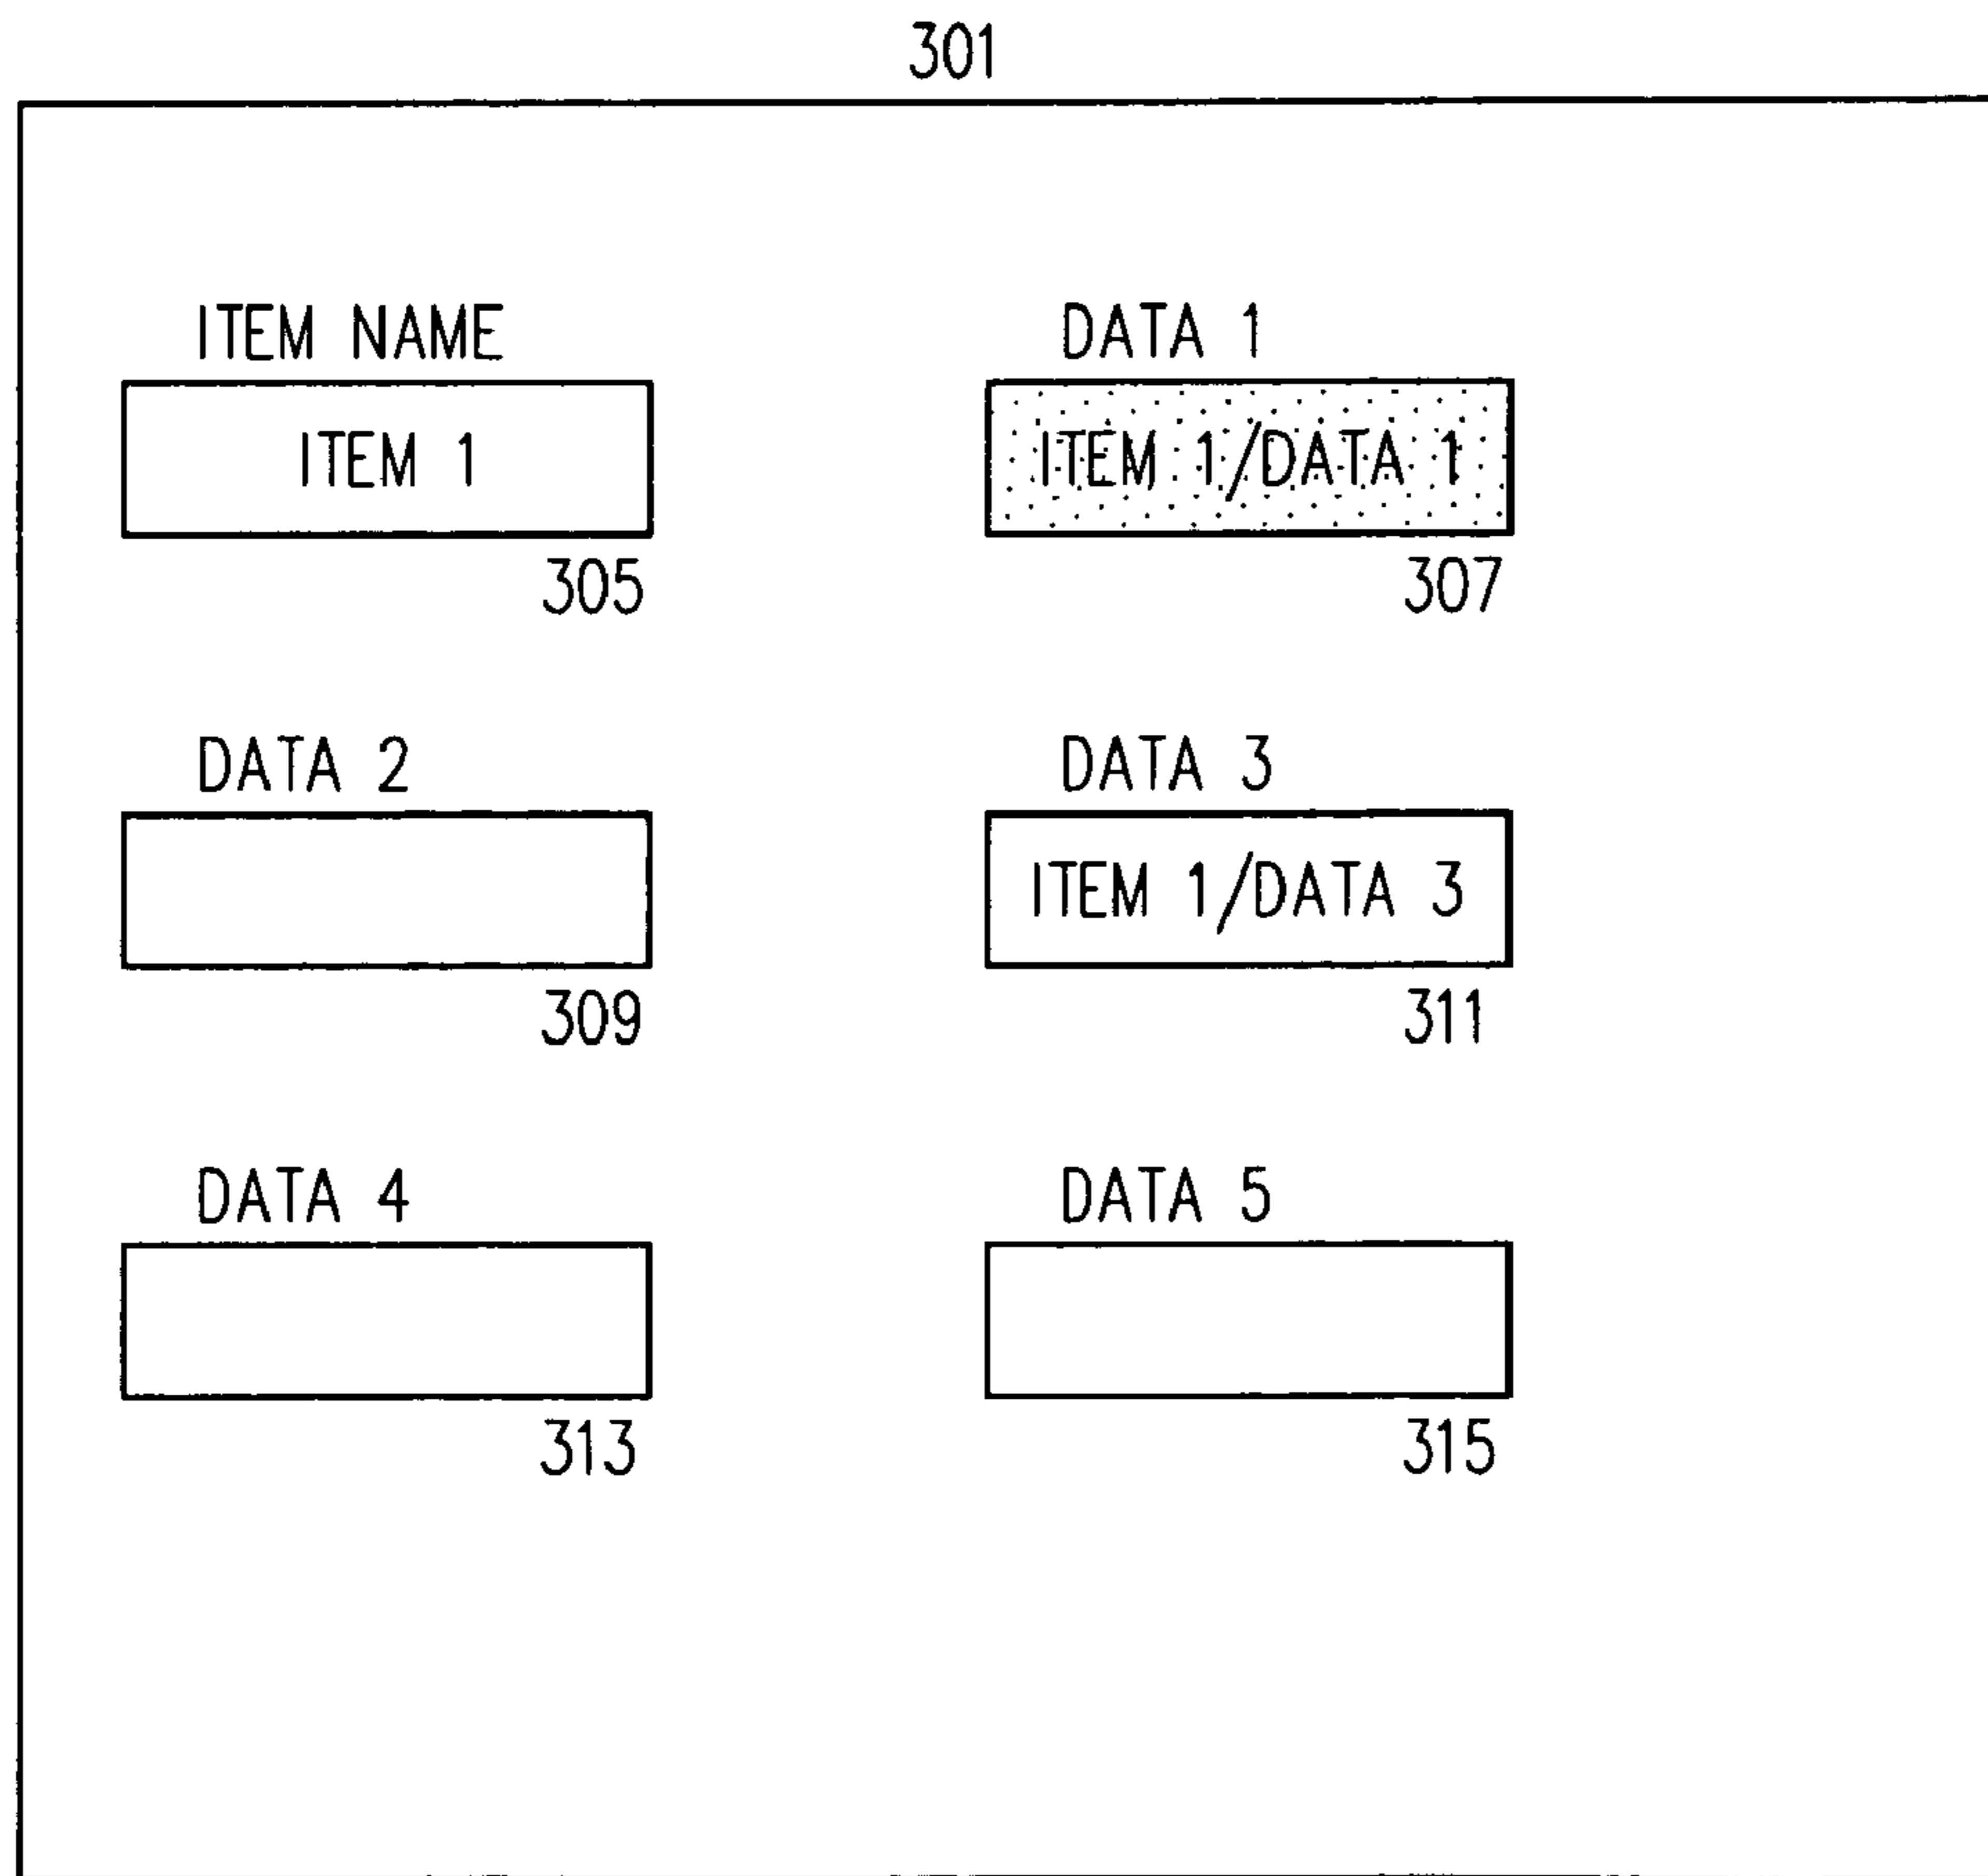 301
ITEM NAME DATA 1
ITEM 1 ITEM 1/DATA 1
305 307
DATA 2 DATA 3
ITEM 1/DATA 3
309 311
DATA 4 DATA 5
313 315